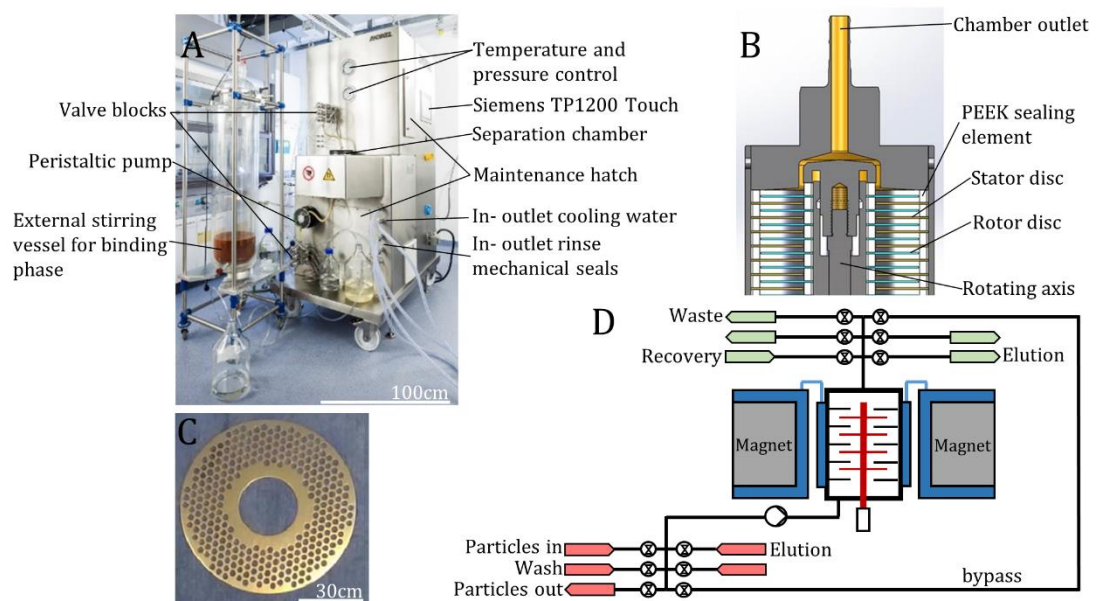 A
Temperature and
pressure control
Valve blocks
Siemens TP1200 Touch
Separation chamber
Peristaltic pump
Maintenance hatch
External stirring
vessel for binding
phase
In- outlet cooling water
In- outlet rinse
mechanical seals
100cm
B
Chamber outlet
PEEK sealing
element
Stator disc
Rotor disc
Rotating axis
C
30cm
D
Waste
Recovery
Elution
Magnet
Magnet
Particles in
Elution
Wash
Particles out
bypass